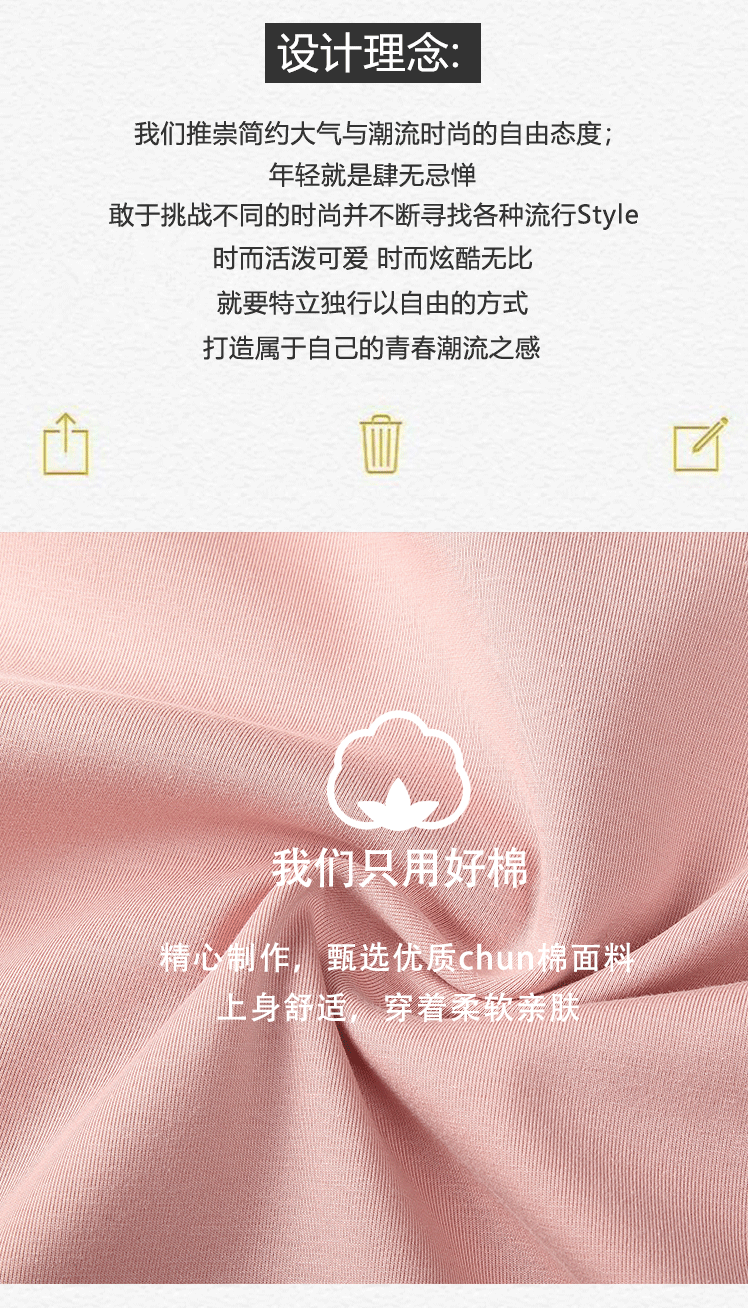 设计理念:
我们推崇简约大气与潮流时尚的自由态度；
年轻就是肆无忌惮
敢于挑战不同的时尚并不断寻找各种流行Style
时而活泼可爱 时而炫酷无比
就要特立独行以自由的方式
打造属于自己的青春潮流之感
我们只用好棉
精心制作，甄选优质chun棉面料
上身舒适，穿着柔软亲肤